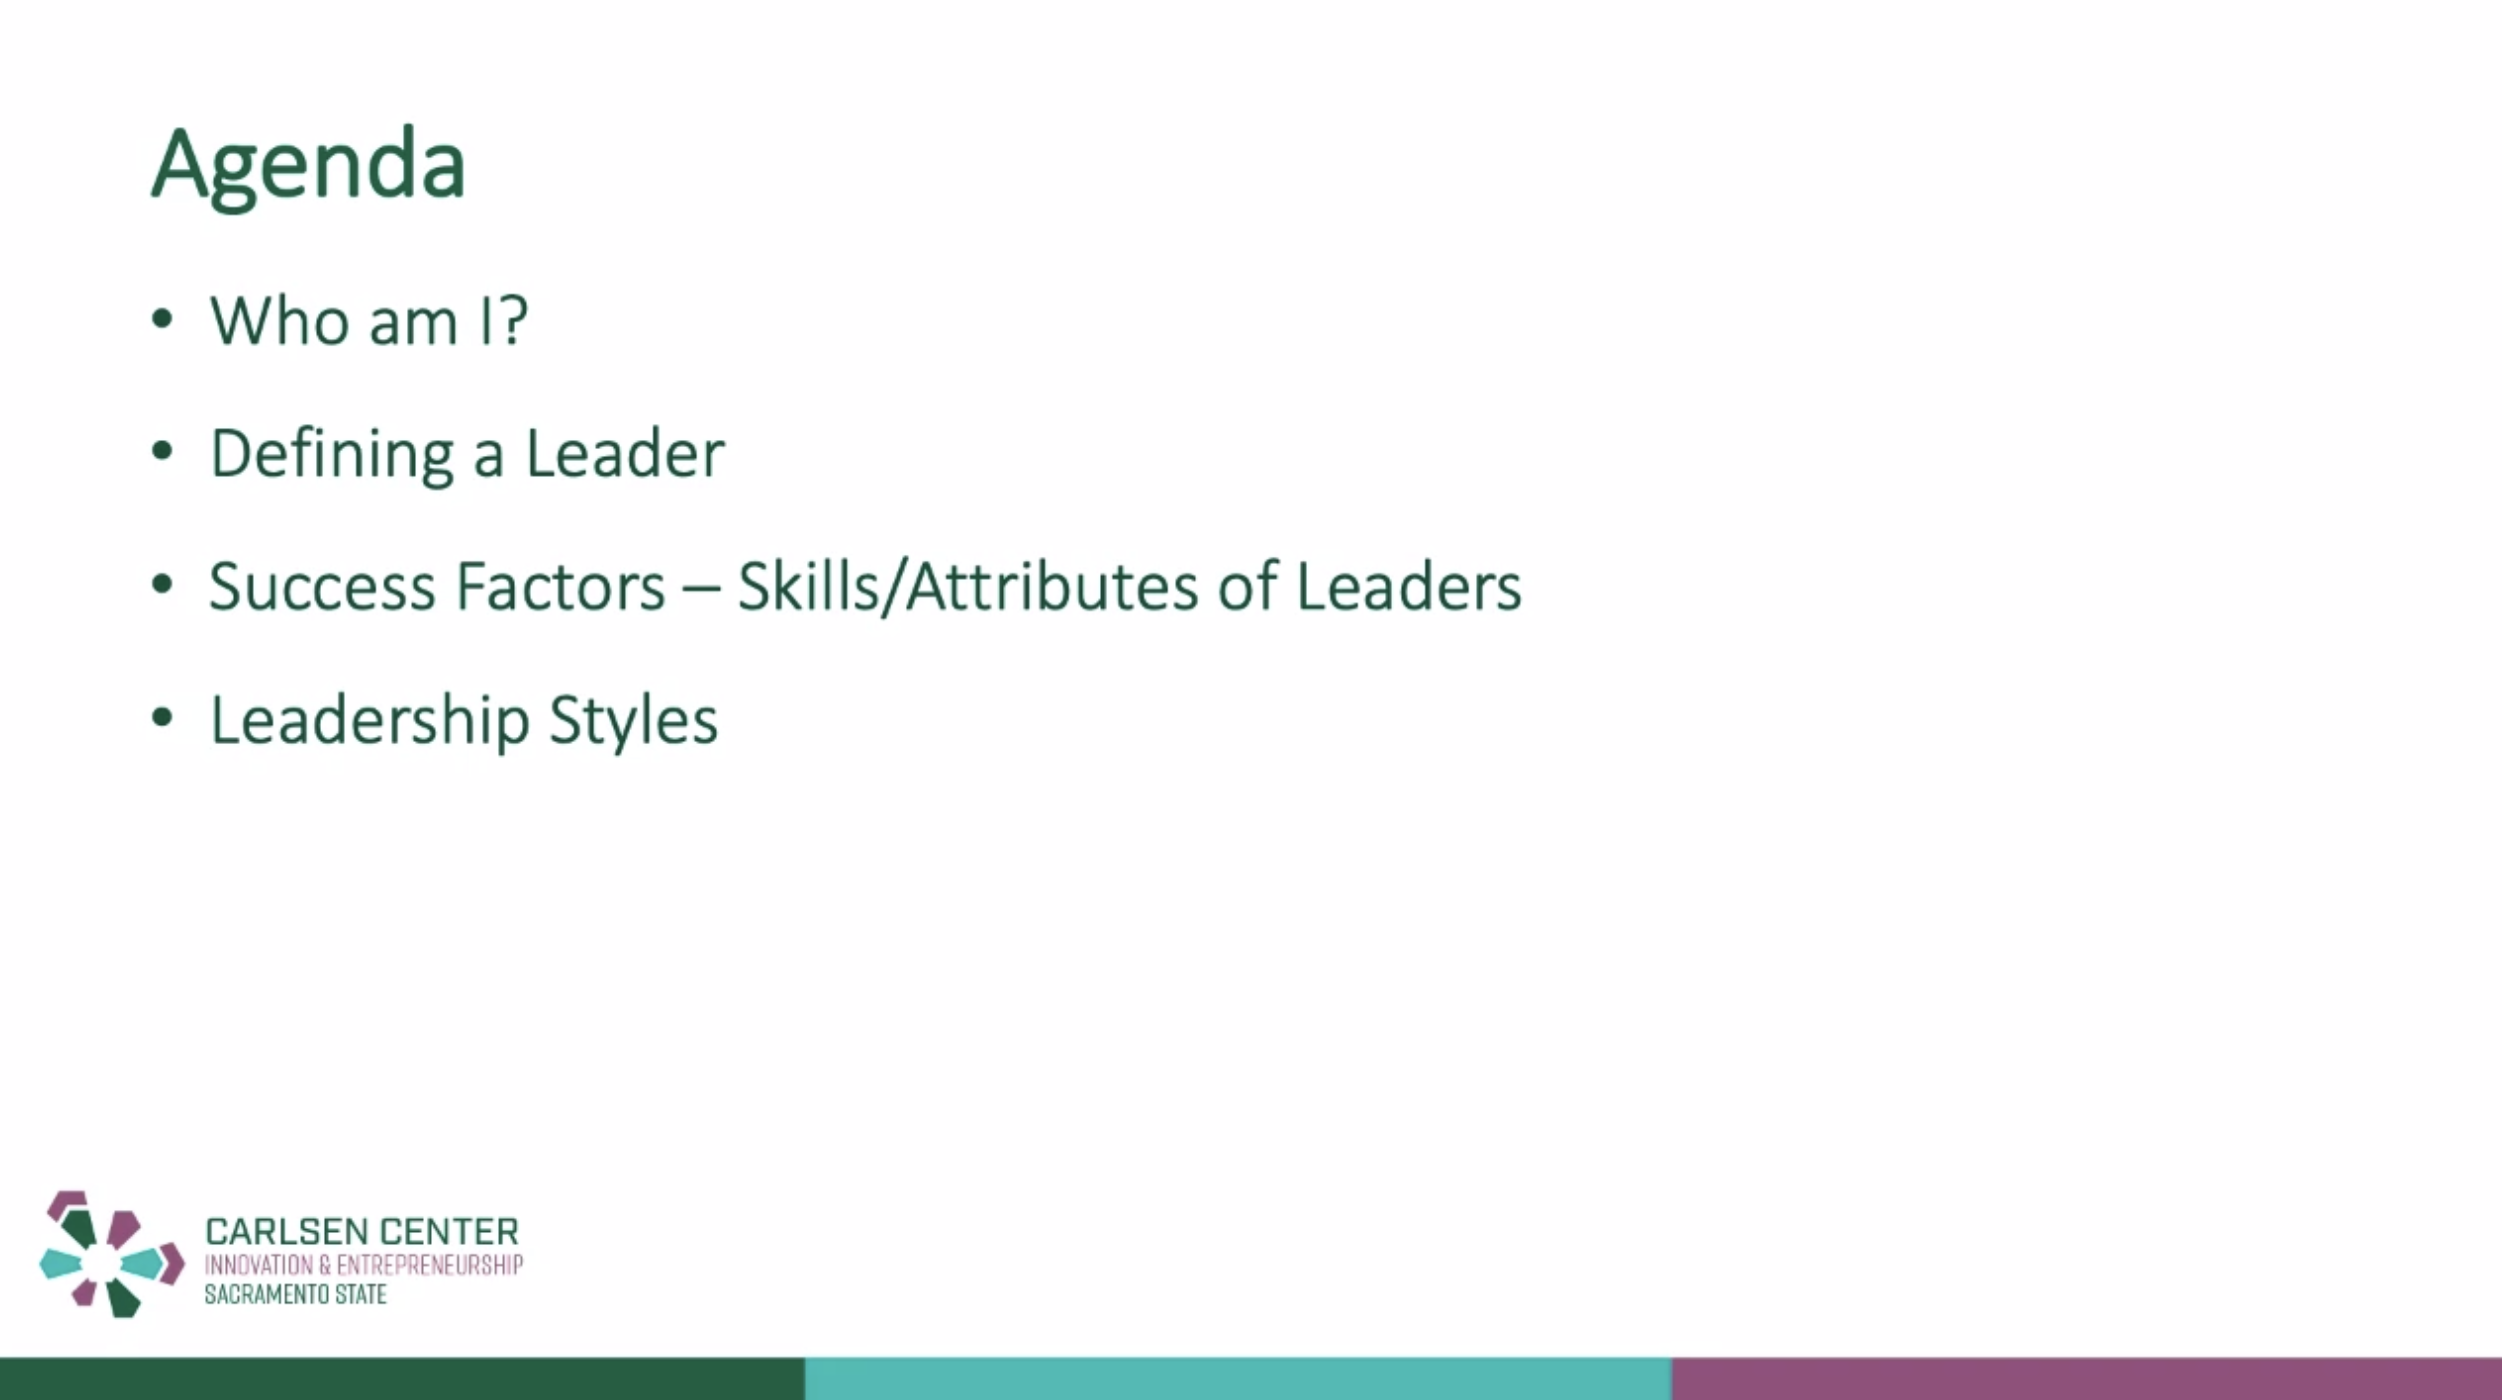 Agenda
• Who am I?
• Defining a Leader
• Success Factors – Skills/Attributes of Leaders
• Leadership Styles
CARLSEN CENTER
INNOVATION & ENTREPRENEURSHIP
SACRAMENTO STATE